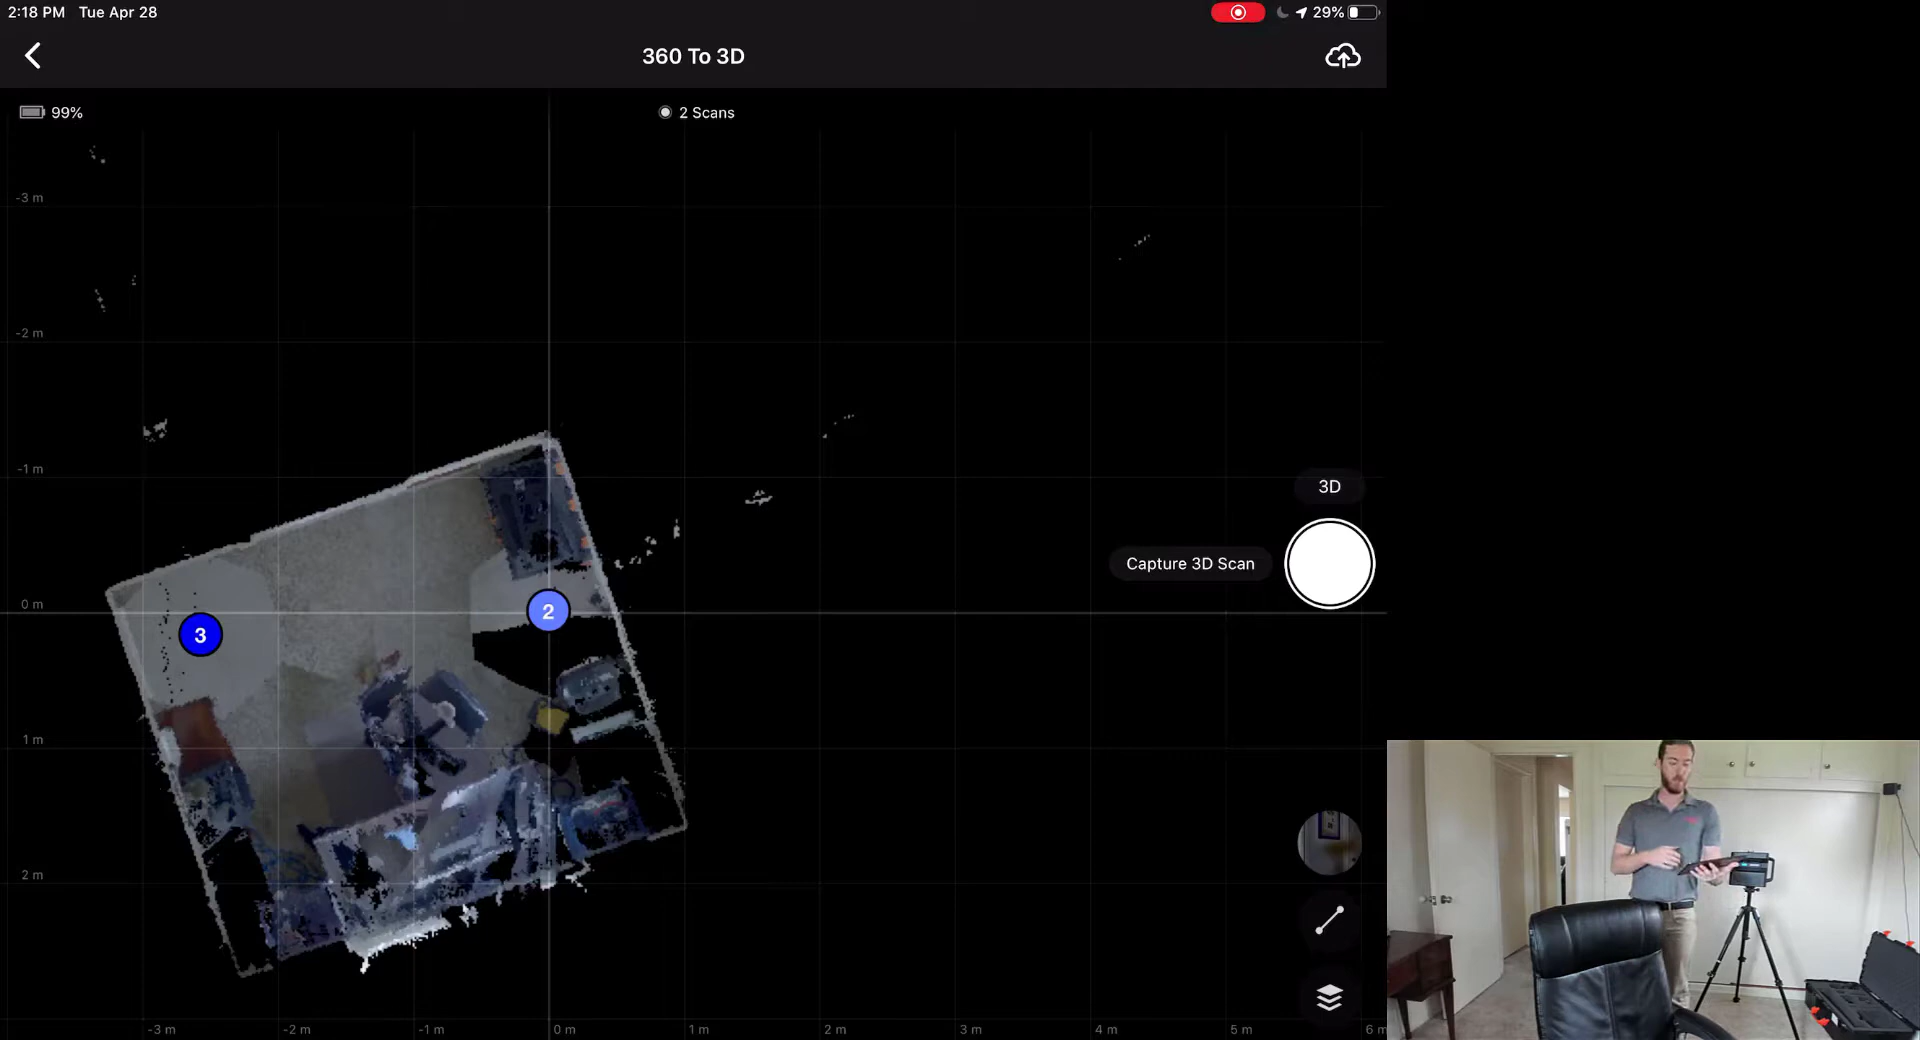 2:18 PM Tue Apr 28
29%
360 To 3D
99%
2 Scans
-3 m
-2 m
-1 m
0 m
1 m
2 m
3
2
3D
Capture 3D Scan
-3 m -2 m -1 m 0 m 1 m 2 m 3 m 4 m 5 m 6 m